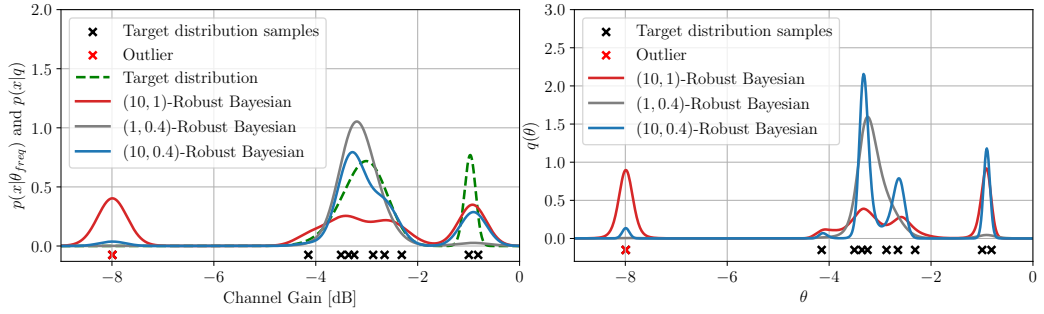 2.0
1.5
1.0
0.5
0.0
p(x|θ_freq) and p(x|q)
Target distribution samples
Outlier
Target distribution
(10, 1)-Robust Bayesian
(1, 0.4)-Robust Bayesian
(10, 0.4)-Robust Bayesian
−8 −6 −4 −2 0
Channel Gain [dB]
3.0
2.5
2.0
1.5
1.0
0.5
0.0
q(θ)
Target distribution samples
Outlier
(10, 1)-Robust Bayesian
(1, 0.4)-Robust Bayesian
(10, 0.4)-Robust Bayesian
−8 −6 −4 −2 0
θ